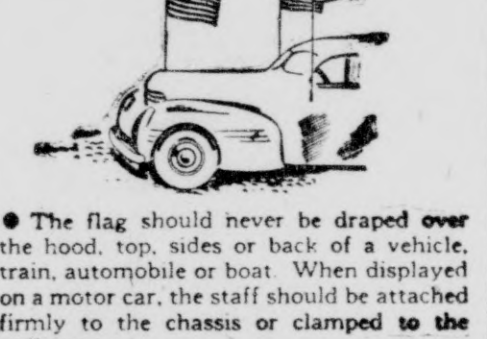 ● The flag should never be draped over
the hood, top, sides or back of a vehicle,
train, automobile or boat. When displayed
on a motor car, the staff should be attached
firmly to the chassis or clamped to the